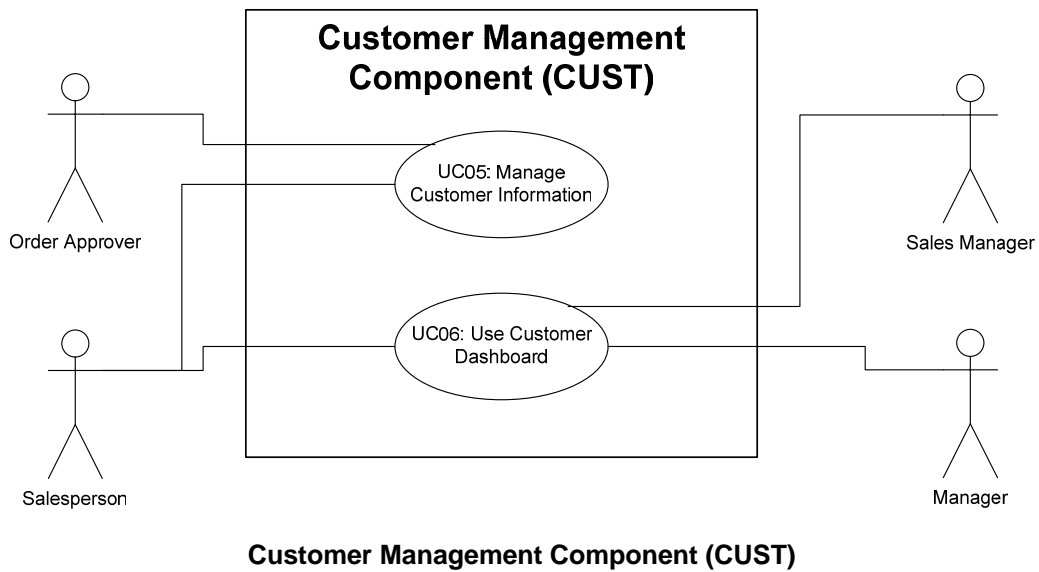 Customer Management
Component (CUST)
UC05: Manage
Customer Information
Order Approver
Sales Manager
UC06: Use Customer
Dashboard
Salesperson
Manager
Customer Management Component (CUST)